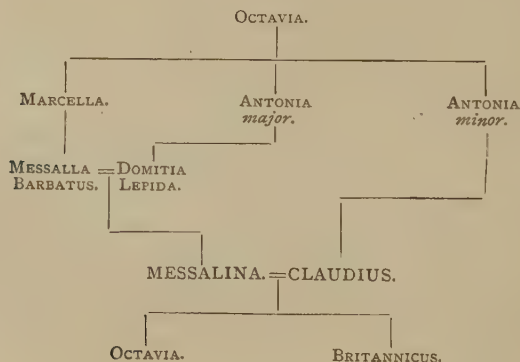 OCTAVIA.
MARCELLA. ANTONIA ANTONIA
major. minor.
MESSALLA = DOMITIA
BARBATUS. LEPIDA.
MESSALINA. = CLAUDIUS.
OCTAVIA. BRITANNICUS.